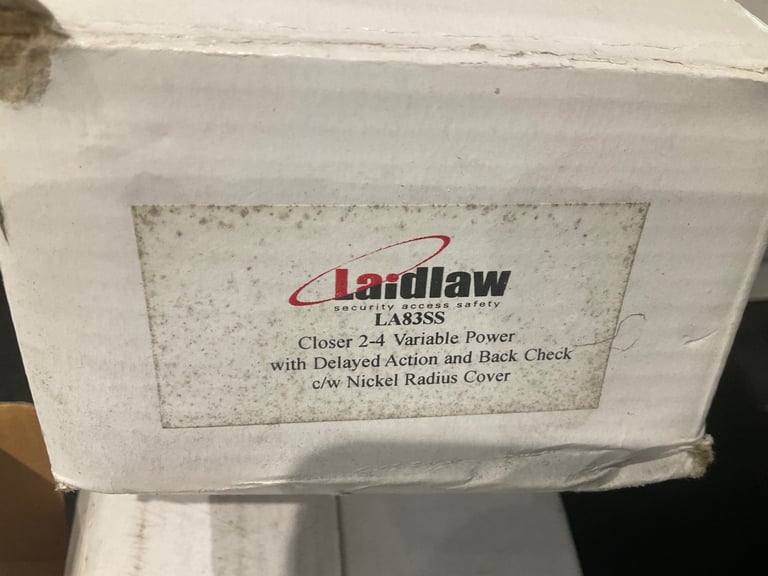 Laidlaw
security access safety
LA83SS
Closer 2-4 Variable Power
with Delayed Action and Back Check
c/w Nickel Radius Cover